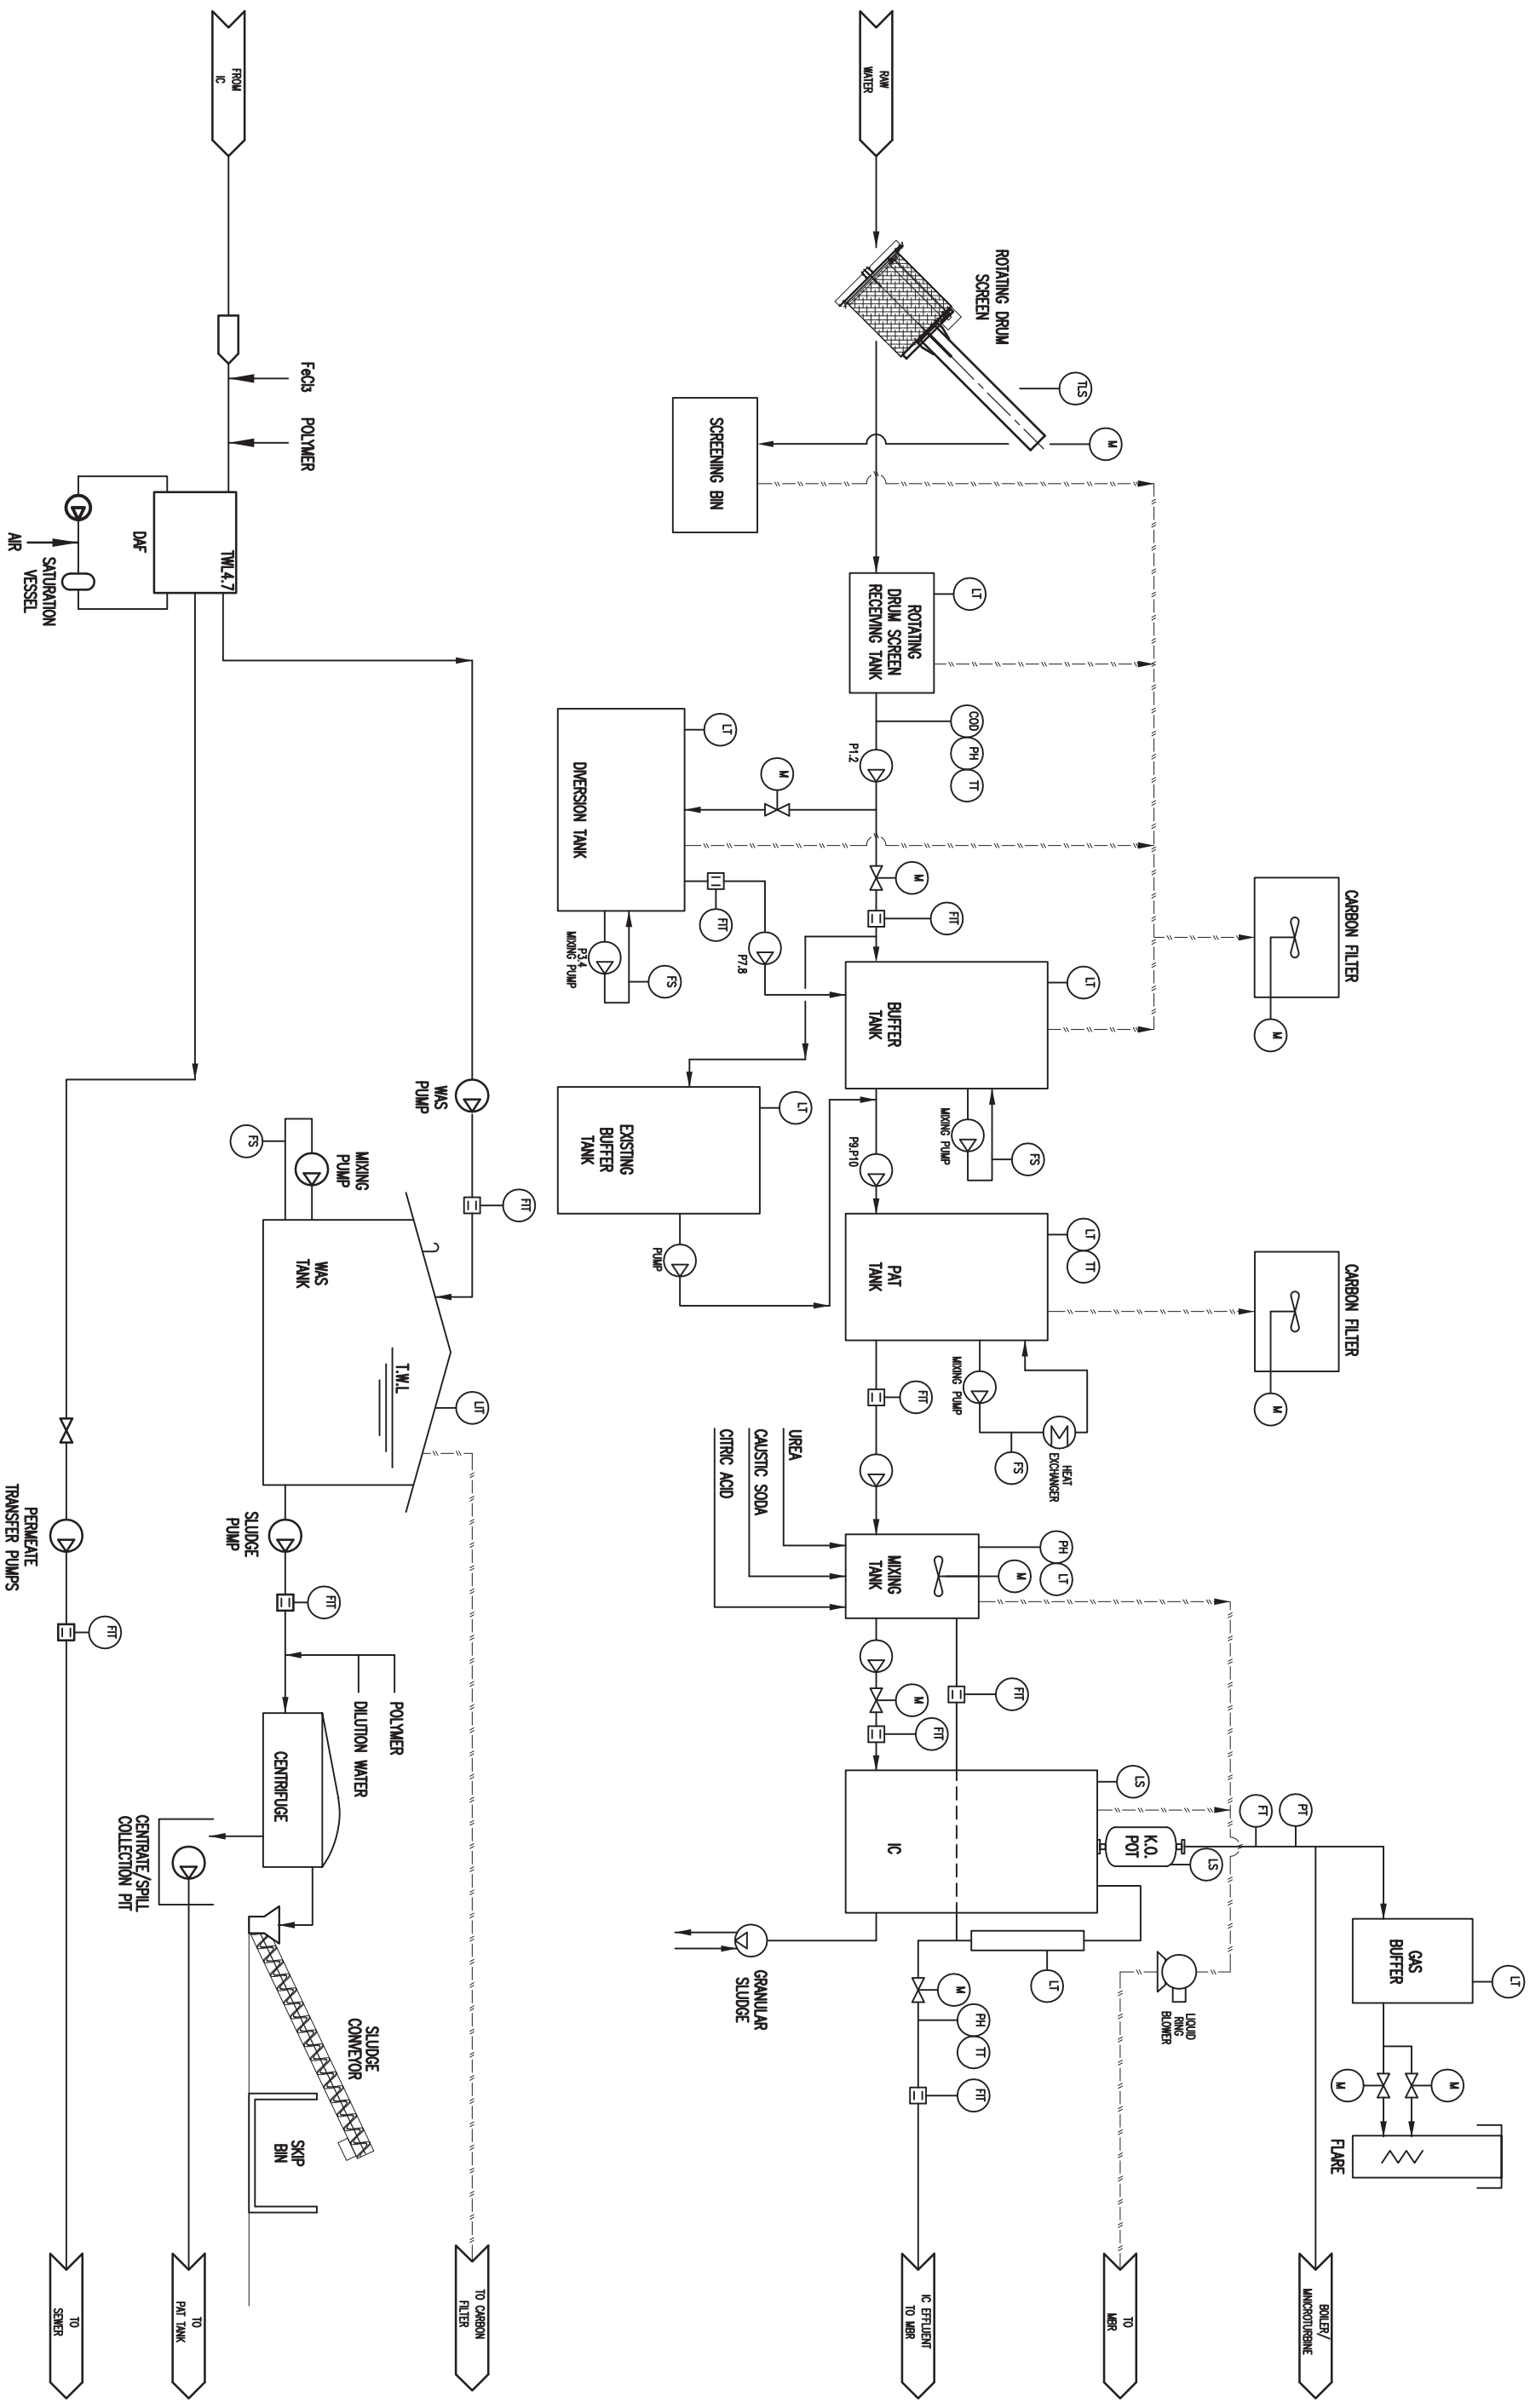 RAW
WATER
ROTATING DRUM
SCREEN
TLS
M
SCREENING BIN
ROTATING
DRUM SCREEN
RECEIVING TANK
LT
COD
PH
TT
P1.2
M
DIVERSION TANK
LT
P3.4
MIXING PUMP
FS
FIT
P7.8
M
FIT
BUFFER
TANK
LT
MIXING PUMP
FS
CARBON FILTER
M
EXISTING
BUFFER
TANK
LT
PUMP
P9.P10
PAT
TANK
LT
TT
MIXING PUMP
FS
HEAT
EXCHANGER
CARBON FILTER
M
FIT
UREA
CAUSTIC SODA
CITRIC ACID
MIXING
TANK
PH
LT
M
FIT
M
FIT
IC
LS
K.O.
POT
LS
FT
PT
GAS
BUFFER
LT
M
M
FLARE
LIQUID
RING
BLOWER
LT
GRANULAR
SLUDGE
M
PH
TT
FIT
BOILER/
MNICROTURBINE
TO
MBR
IC EFFLUENT
TO MBR
FROM
IC
FeCl3
POLYMER
TWL4.7
DAF
AIR
SATURATION
VESSEL
WAS
PUMP
FIT
MIXING
PUMP
FS
WAS
TANK
T.W.L
LIT
SLUDGE
PUMP
FIT
POLYMER
DILUTION WATER
CENTRIFUGE
CENTRATE/SPILL
COLLECTION PIT
SLUDGE
CONVEYOR
SKIP
BIN
PERMEATE
TRANSFER PUMPS
FIT
TO CARBON
FILTER
TO
PAT TANK
TO
SEWER